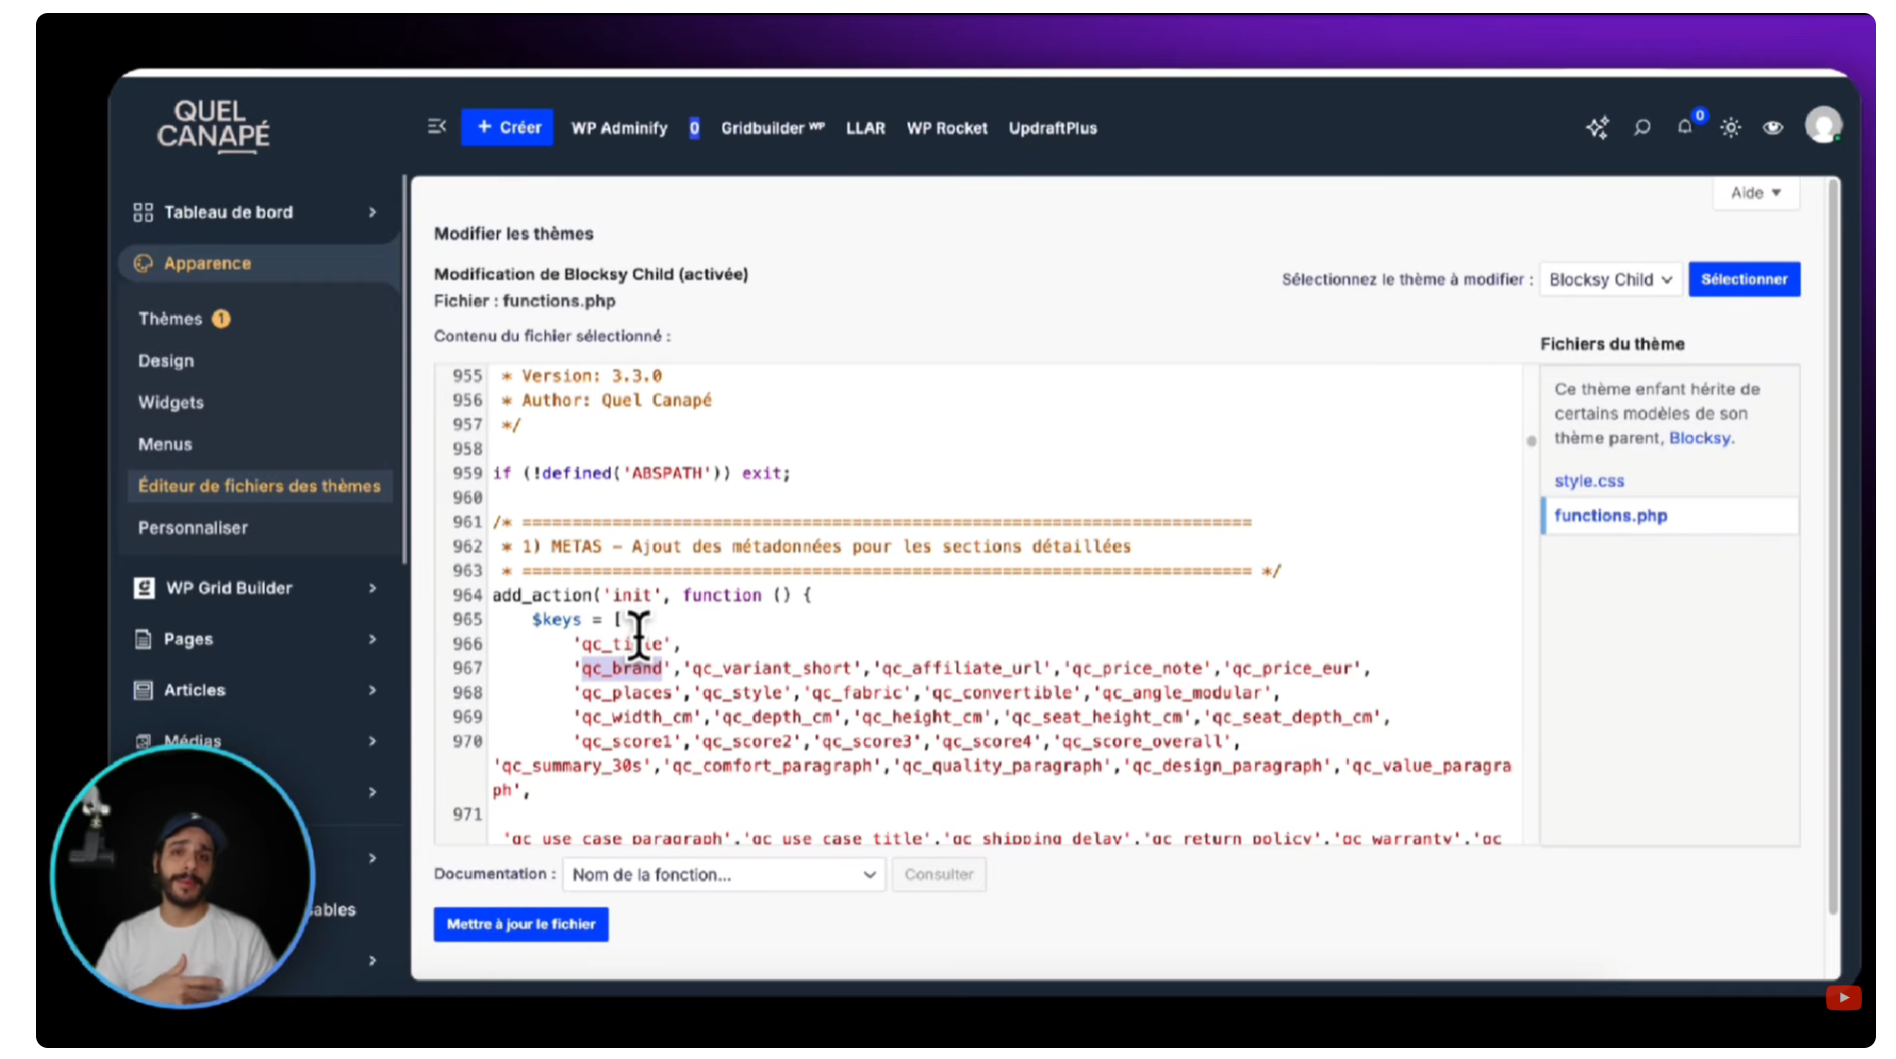 QUEL
CANAPÉ
+ Créer
WP Adminify
0
Gridbuilder WP
LLAR
WP Rocket
UpdraftPlus
0
Tableau de bord
Apparence
Thèmes 1
Design
Widgets
Menus
Éditeur de fichiers des thèmes
Personnaliser
WP Grid Builder
Pages
Articles
Médias
ables
Aide
Modifier les thèmes
Modification de Blocksy Child (activée)
Fichier : functions.php
Sélectionnez le thème à modifier :
Blocksy Child
Sélectionner
Contenu du fichier sélectionné :
955 * Version: 3.3.0
956 * Author: Quel Canapé
957 */
958
959 if (!defined('ABSPATH')) exit;
960
961 /* =========================================================================
962 * 1) METAS – Ajout des métadonnées pour les sections détaillées
963 * ========================================================================= */
964 add_action('init', function () {
965 $keys = [
966 'qc_title',
967 'qc_brand','qc_variant_short','qc_affiliate_url','qc_price_note','qc_price_eur',
968 'qc_places','qc_style','qc_fabric','qc_convertible','qc_angle_modular',
969 'qc_width_cm','qc_depth_cm','qc_height_cm','qc_seat_height_cm','qc_seat_depth_cm',
970 'qc_score1','qc_score2','qc_score3','qc_score4','qc_score_overall',
'qc_summary_30s','qc_comfort_paragraph','qc_quality_paragraph','qc_design_paragraph','qc_value_paragra
ph',
971
'qc_use_case_paragraph','qc_use_case_title','qc_shipping_delay','qc_return_policy','qc_warranty','qc
Fichiers du thème
Ce thème enfant hérite de
certains modèles de son
thème parent, Blocksy.
style.css
functions.php
Documentation :
Nom de la fonction...
Consulter
Mettre à jour le fichier